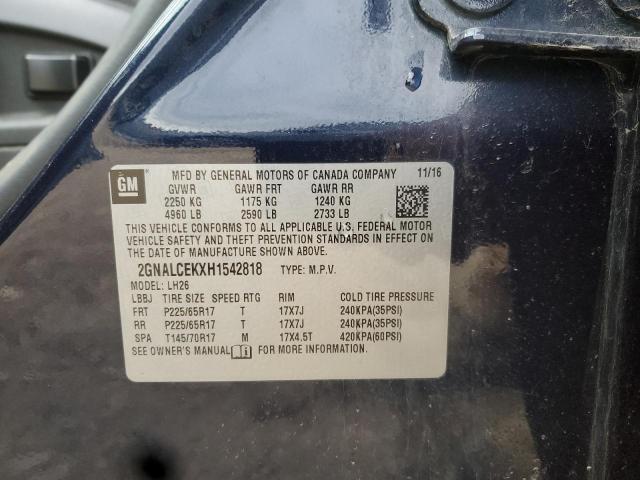 GM MFD BY GENERAL MOTORS OF CANADA COMPANY 11/16
GVWR GAWR FRT GAWR RR
2250 KG 1175 KG 1240 KG
4960 LB 2590 LB 2733 LB
THIS VEHICLE CONFORMS TO ALL APPLICABLE U.S. FEDERAL MOTOR
VEHICLE SAFETY AND THEFT PREVENTION STANDARDS IN EFFECT ON
THE DATE OF MANUFACTURE SHOWN ABOVE.
2GNALCEKXH1542818 TYPE: M.P.V.
MODEL: LH26
LBBJ TIRE SIZE SPEED RTG RIM COLD TIRE PRESSURE
FRT P225/65R17 T 17X7J 240KPA(35PSI)
RR P225/65R17 T 17X7J 240KPA(35PSI)
SPA T145/70R17 M 17X4.5T 420KPA(60PSI)
SEE OWNER'S MANUAL FOR MORE INFORMATION.